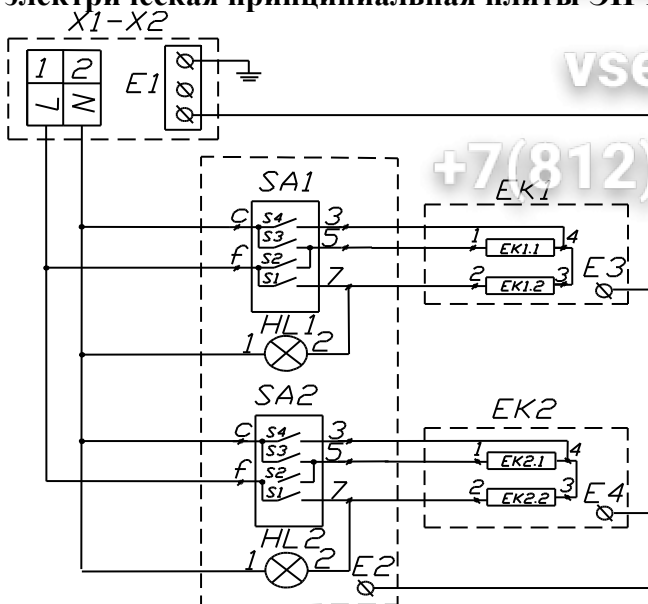 электрическая принципиальная плиты ЭП
X1-X2
1 2
L N
E1
vse
+7(812)
SA1
EK1
C S4 3
S3 5
f S2
S1 7
1 EK1.1 4
2 EK1.2 3
E3
HL1
1 2
SA2
EK2
C S4 3
S3 5
f S2
S1 7
1 EK2.1 4
2 EK2.2 3
E4
HL2
1 2
E2